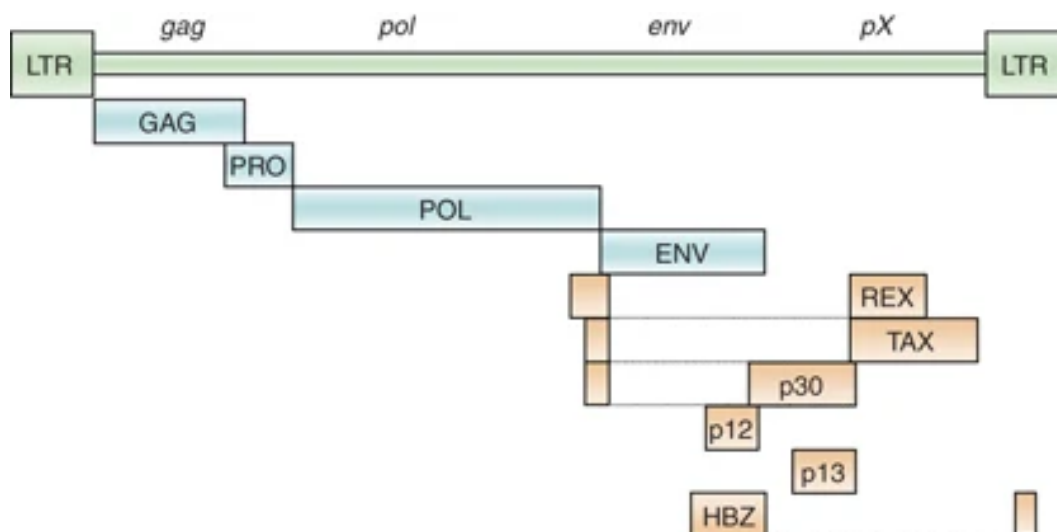 gag pol env pX
LTR LTR
GAG
PRO
POL
ENV
REX
TAX
p30
p12
p13
HBZ